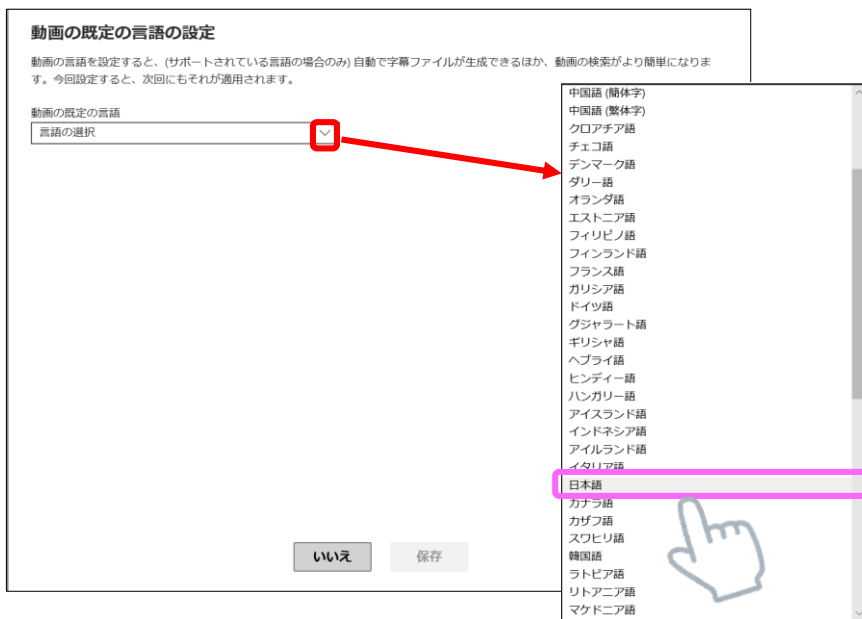 動画の既定の言語の設定
動画の言語を設定すると、(サポートされている言語の場合のみ) 自動で字幕ファイルが生成できるほか、動画の検索がより簡単になりま
す。今回設定すると、次回にもそれが適用されます。
動画の既定の言語
言語の選択
中国語 (簡体字)
中国語 (繁体字)
クロアチア語
チェコ語
デンマーク語
ダリー語
オランダ語
エストニア語
フィリピノ語
フィンランド語
フランス語
ガリシア語
ドイツ語
グジャラート語
ギリシャ語
ヘブライ語
ヒンディー語
ハンガリー語
アイスランド語
インドネシア語
アイルランド語
イタリア語
日本語
カナラ語
カザフ語
スワヒリ語
韓国語
ラトビア語
リトアニア語
マケドニア語
いいえ
保存